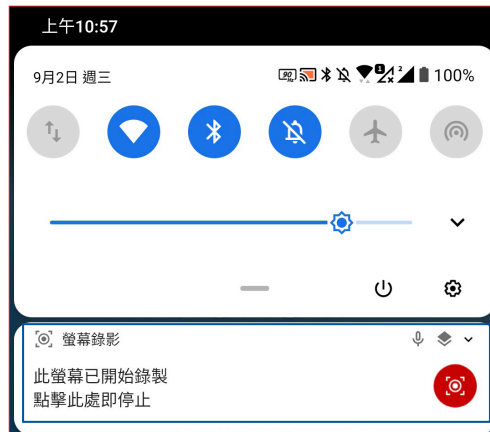 上午10:57
9月2日 週三 100%
螢幕錄影
此螢幕已開始錄製
點擊此處即停止